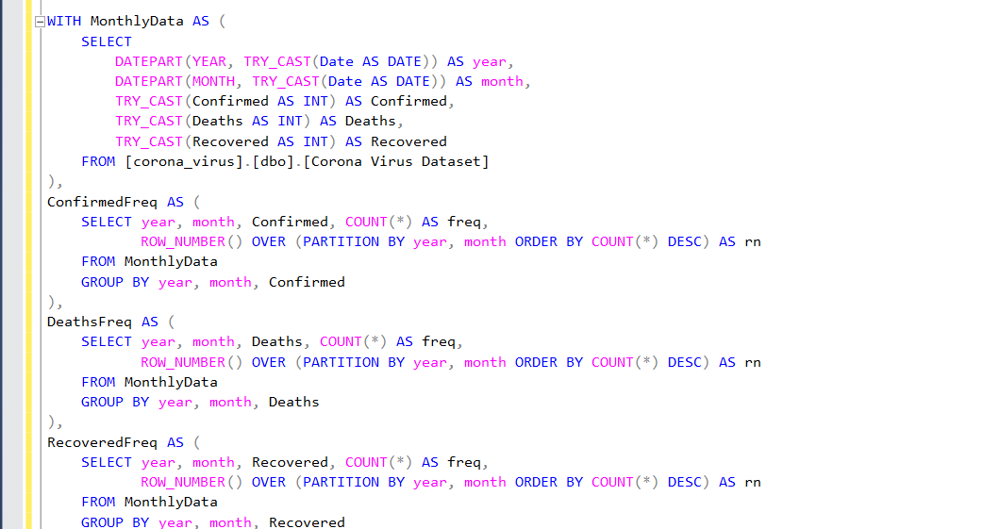 WITH MonthlyData AS (
    SELECT
        DATEPART(YEAR, TRY_CAST(Date AS DATE)) AS year,
        DATEPART(MONTH, TRY_CAST(Date AS DATE)) AS month,
        TRY_CAST(Confirmed AS INT) AS Confirmed,
        TRY_CAST(Deaths AS INT) AS Deaths,
        TRY_CAST(Recovered AS INT) AS Recovered
    FROM [corona_virus].[dbo].[Corona Virus Dataset]
),
ConfirmedFreq AS (
    SELECT year, month, Confirmed, COUNT(*) AS freq,
           ROW_NUMBER() OVER (PARTITION BY year, month ORDER BY COUNT(*) DESC) AS rn
    FROM MonthlyData
    GROUP BY year, month, Confirmed
),
DeathsFreq AS (
    SELECT year, month, Deaths, COUNT(*) AS freq,
           ROW_NUMBER() OVER (PARTITION BY year, month ORDER BY COUNT(*) DESC) AS rn
    FROM MonthlyData
    GROUP BY year, month, Deaths
),
RecoveredFreq AS (
    SELECT year, month, Recovered, COUNT(*) AS freq,
           ROW_NUMBER() OVER (PARTITION BY year, month ORDER BY COUNT(*) DESC) AS rn
    FROM MonthlyData
    GROUP BY year, month, Recovered